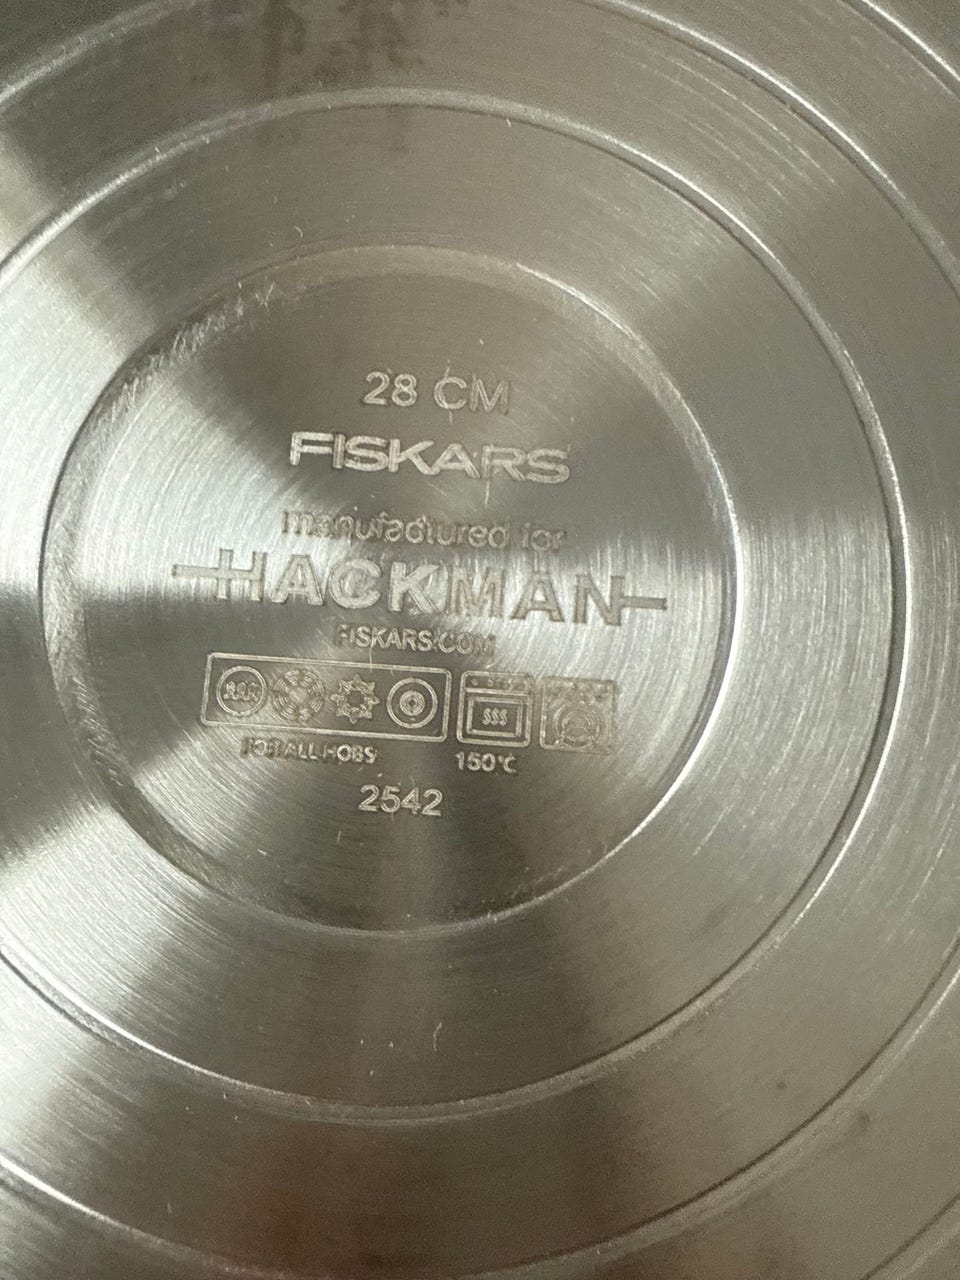 28 CM
FISKARS
manufactured for
HACKMAN
FISKARS.COM
FOR ALL HOBS 150°C
2542